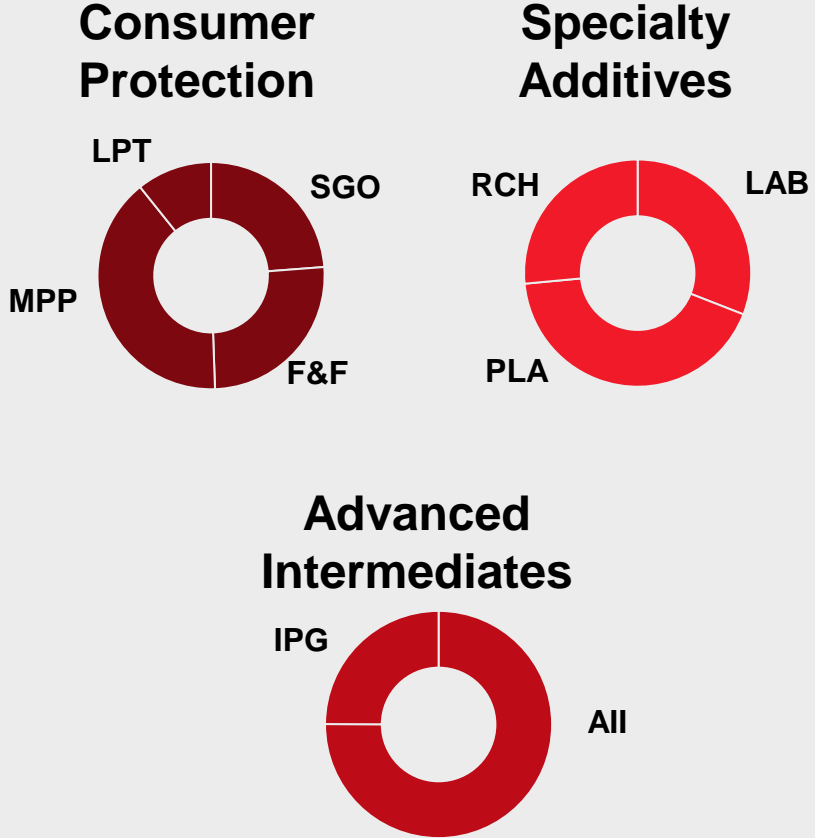 Consumer
Protection
LPT
SGO
MPP
F&F
Specialty
Additives
RCH
LAB
PLA
Advanced
Intermediates
IPG
AII